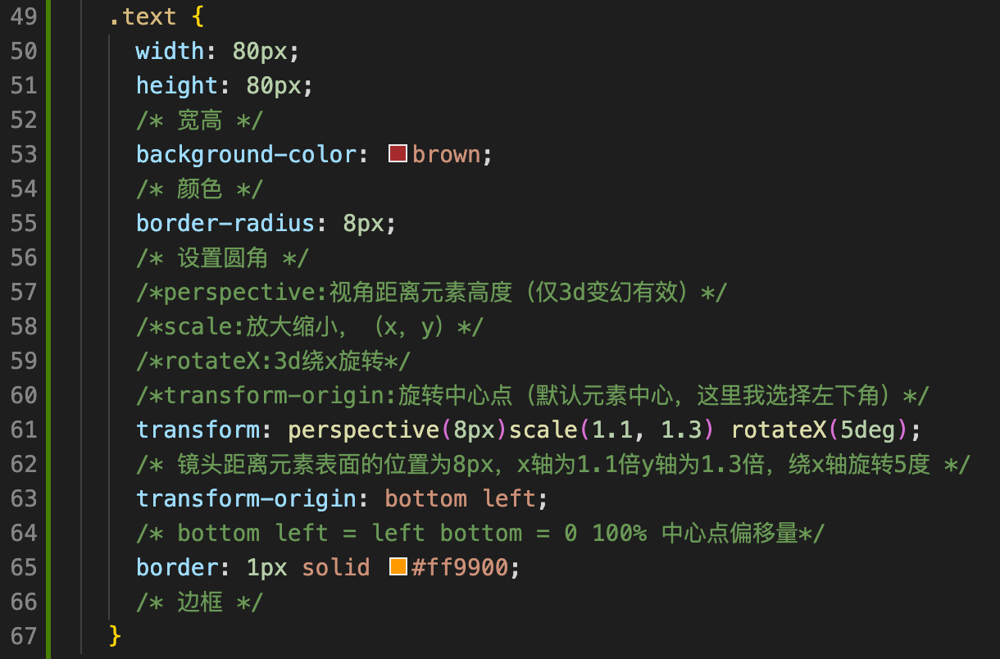 49 .text {
50 width: 80px;
51 height: 80px;
52 /* 宽高 */
53 background-color: brown;
54 /* 颜色 */
55 border-radius: 8px;
56 /* 设置圆角 */
57 /*perspective:视角距离元素高度（仅3d变幻有效）*/
58 /*scale:放大缩小，（x，y）*/
59 /*rotateX:3d绕x旋转*/
60 /*transform-origin:旋转中心点（默认元素中心，这里我选择左下角）*/
61 transform: perspective(8px)scale(1.1, 1.3) rotateX(5deg);
62 /* 镜头距离元素表面的位置为8px，x轴为1.1倍y轴为1.3倍，绕x轴旋转5度 */
63 transform-origin: bottom left;
64 /* bottom left = left bottom = 0 100% 中心点偏移量*/
65 border: 1px solid #ff9900;
66 /* 边框 */
67 }